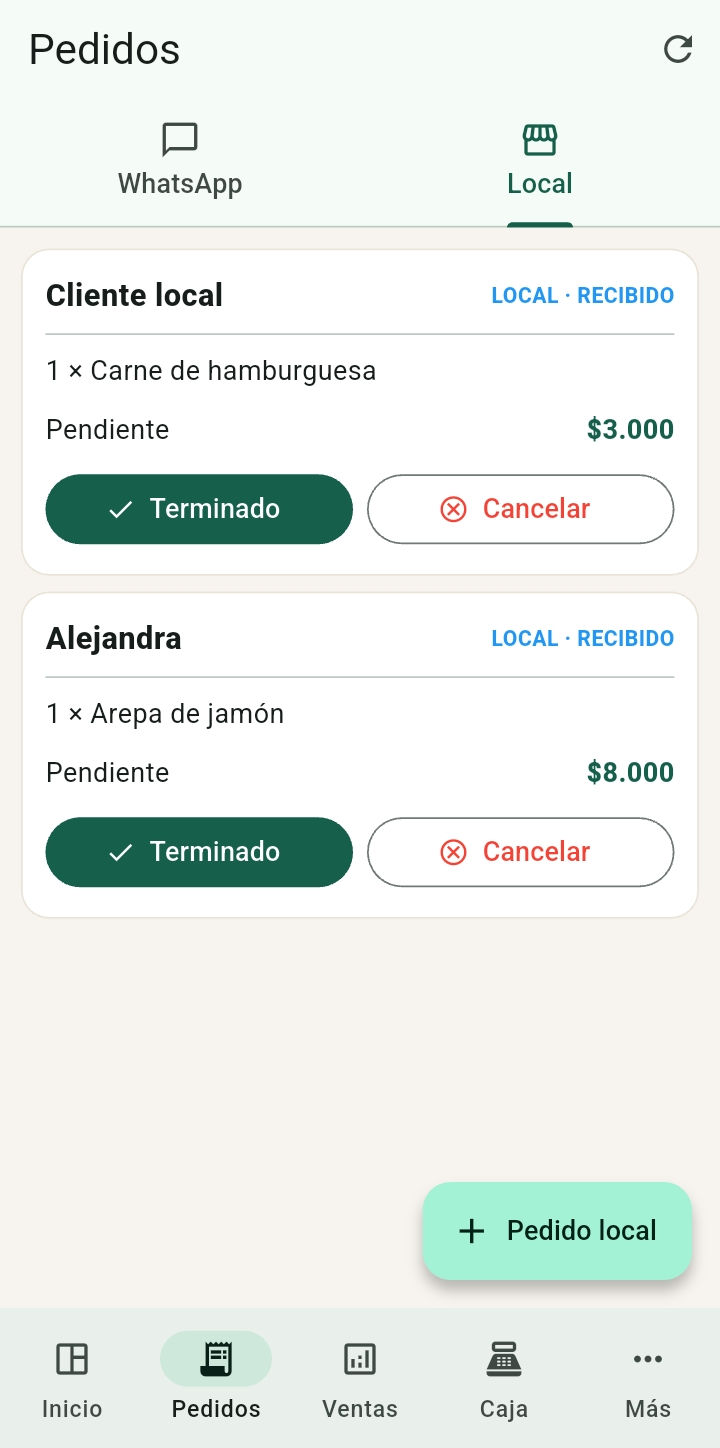 Pedidos
WhatsApp
Local
Cliente local
LOCAL · RECIBIDO
1 × Carne de hamburguesa
Pendiente
$3.000
Terminado
Cancelar
Alejandra
LOCAL · RECIBIDO
1 × Arepa de jamón
Pendiente
$8.000
Terminado
Cancelar
+ Pedido local
Inicio
Pedidos
Ventas
Caja
Más